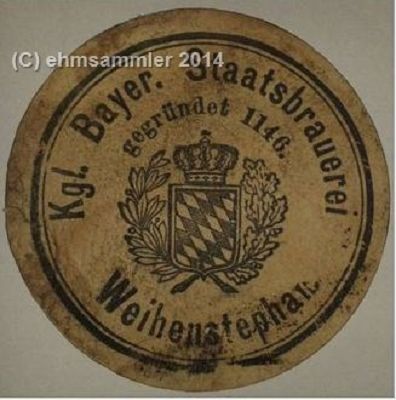 (C) ehmsammler 2014
Kgl. Bayer. Staatsbrauerei
gegründet 1146.
Weihenstephan.